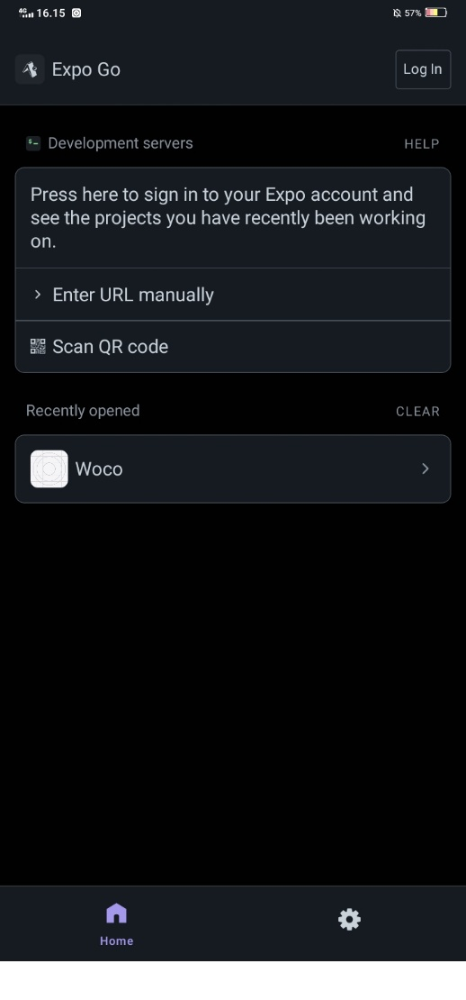 4G 16.15 57%
Expo Go Log In
Development servers HELP
Press here to sign in to your Expo account and
see the projects you have recently been working
on.
Enter URL manually
Scan QR code
Recently opened CLEAR
Woco
Home